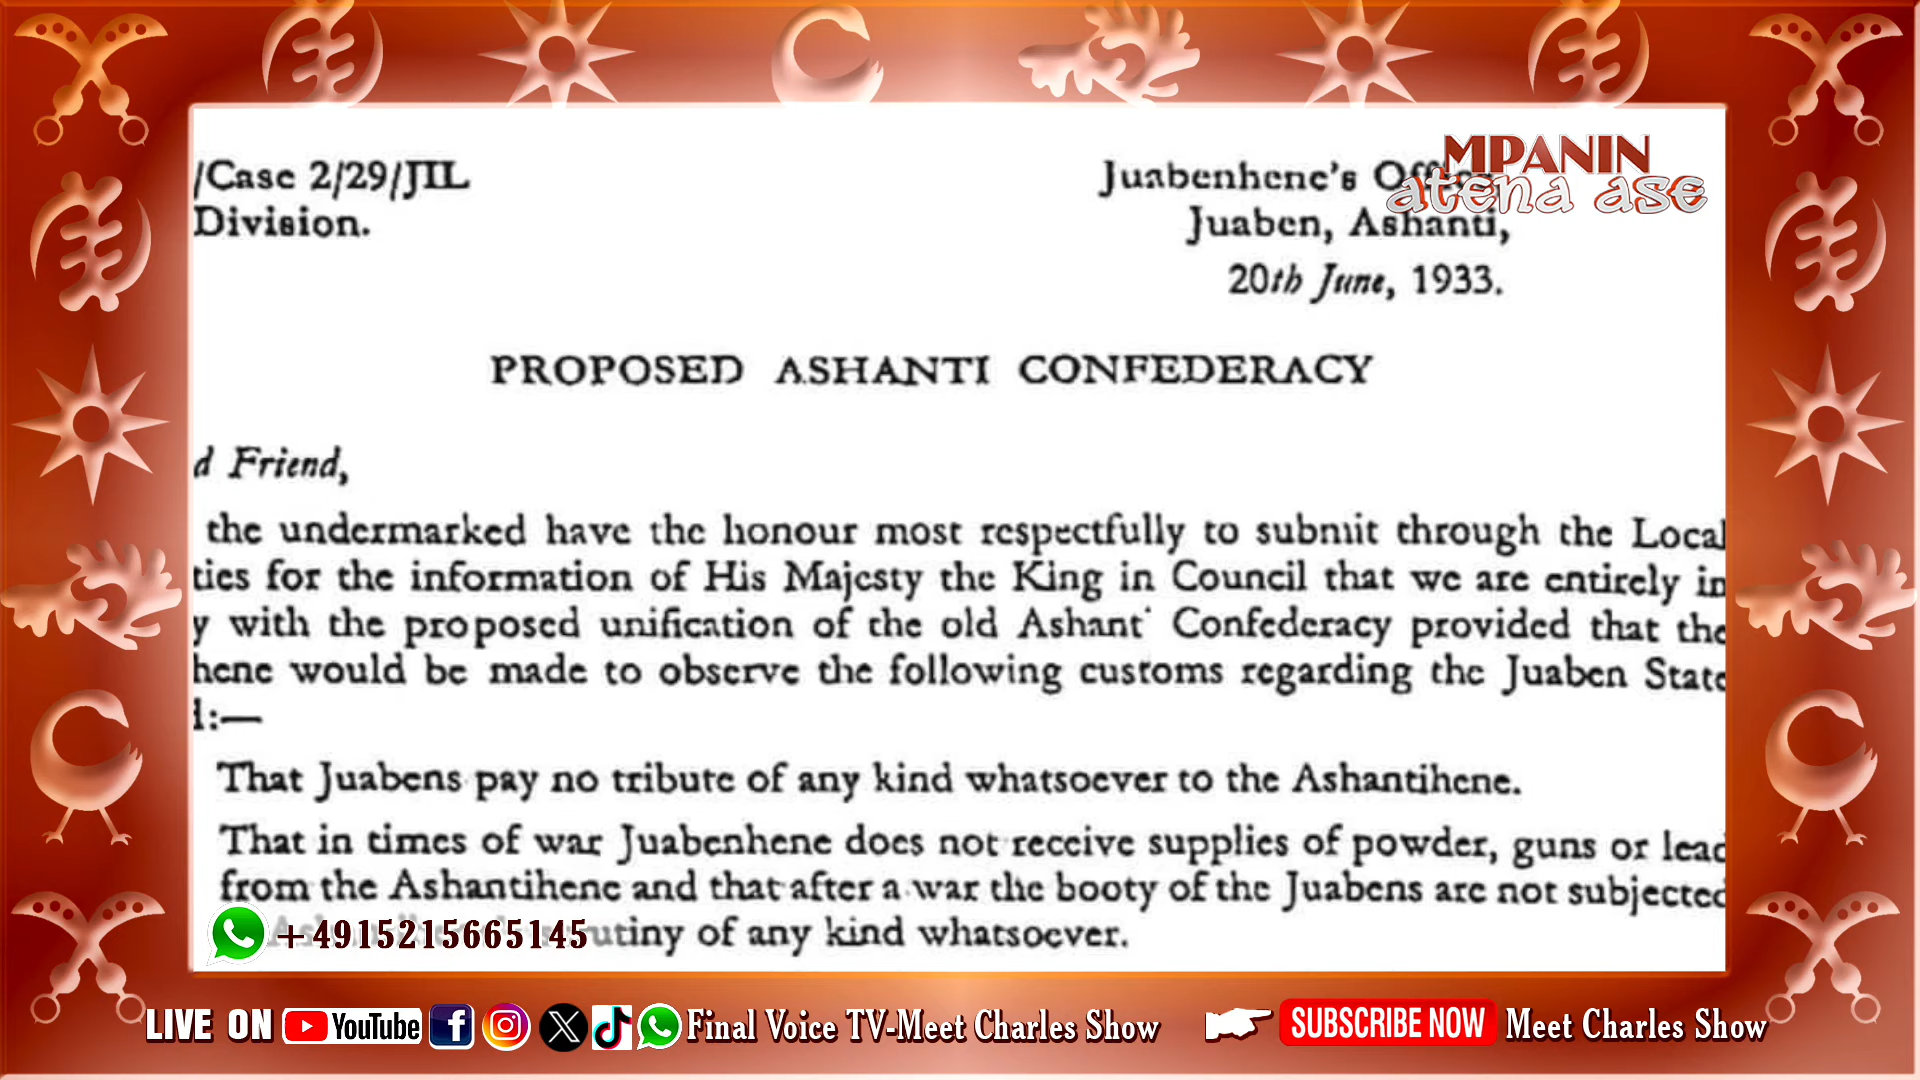 /Case 2/29/JIL
Division.
Juabenhene's Office
MPANIN
atena ase
Juaben, Ashanti,
20th June, 1933.
PROPOSED ASHANTI CONFEDERACY
d Friend,
the undermarked have the honour most respectfully to submit through the Local
ties for the information of His Majesty the King in Council that we are entirely in
y with the proposed unification of the old Ashanti Confederacy provided that the
hene would be made to observe the following customs regarding the Juaben State
d:—
That Juabens pay no tribute of any kind whatsoever to the Ashantihene.
That in times of war Juabenhene does not receive supplies of powder, guns or lead
from the Ashantihene and that after a war the booty of the Juabens are not subjected
utiny of any kind whatsoever.
+4915215665145
LIVE ON YouTube Final Voice TV-Meet Charles Show SUBSCRIBE NOW Meet Charles Show